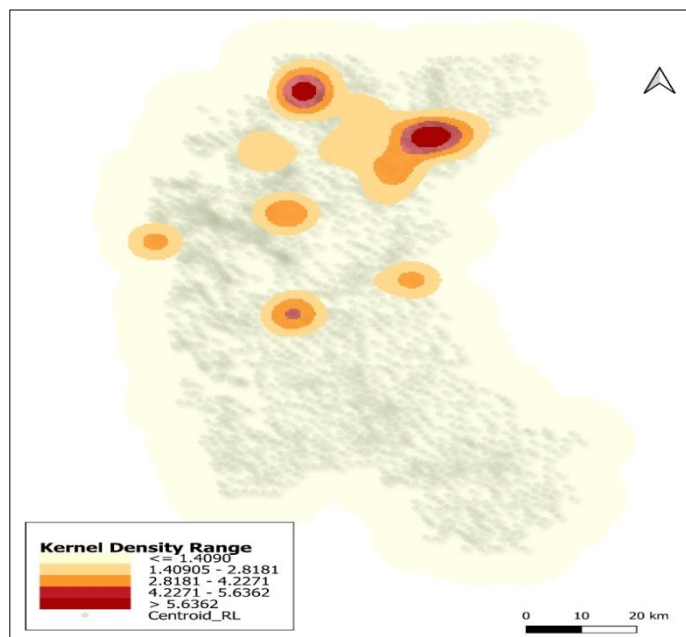 Kernel Density Range
<= 1.4090
1.40905 - 2.8181
2.8181 - 4.2271
4.2271 - 5.6362
> 5.6362
Centroid_RL
0 10 20 km